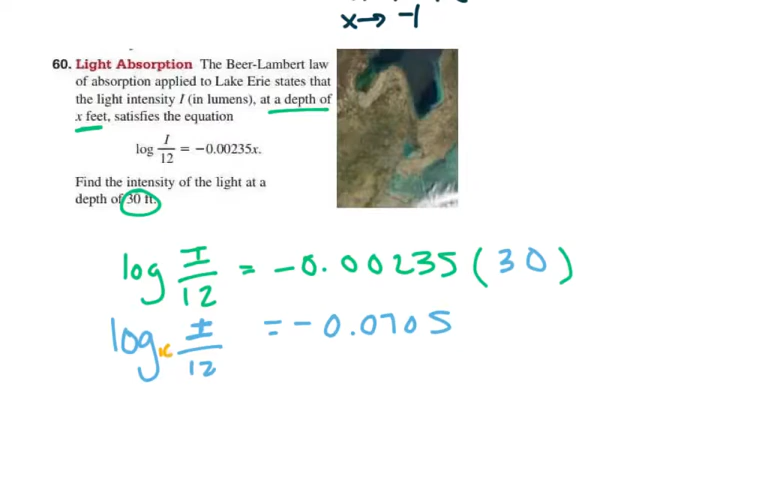 x → -1
60. Light Absorption The Beer-Lambert law
of absorption applied to Lake Erie states that
the light intensity I (in lumens), at a depth of
x feet, satisfies the equation
log I/12 = −0.00235x.
Find the intensity of the light at a
depth of 30 ft.
log I/12 = -0.00235 (30)
log I/12 = -0.0705